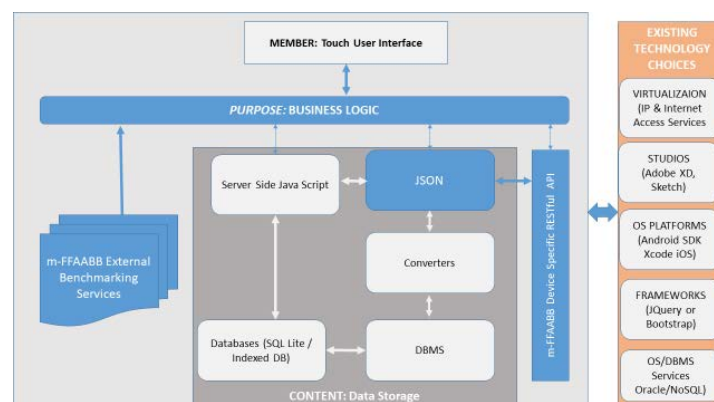 MEMBER: Touch User Interface
PURPOSE: BUSINESS LOGIC
Server Side Java Script
JSON
m-FFAABB External
Benchmarking
Services
Converters
Databases (SQL Lite /
Indexed DB)
DBMS
CONTENT: Data Storage
m-FFAABB Device Specific RESTful API
EXISTING
TECHNOLOGY
CHOICES
VIRTUALIZAION
(IP & Internet
Access Services
STUDIOS
(Adobe XD,
Sketch)
OS PLATFORMS
(Android SDK
Xcode iOS)
FRAMEWORKS
(JQuery or
Bootstrap)
OS/DBMS
Services
Oracle/NoSQL)